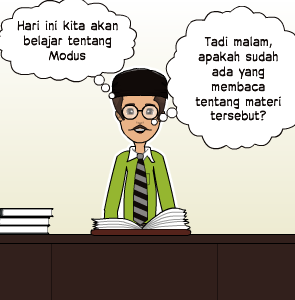 Hari ini kita akan
belajar tentang
Modus
Tadi malam,
apakah sudah
ada yang
membaca
tentang materi
tersebut?